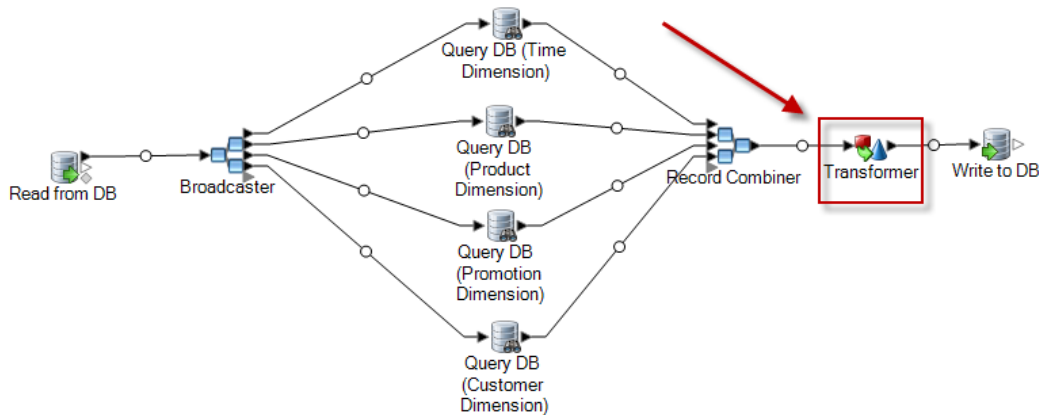 Query DB (Time
Dimension)
Read from DB
Broadcaster
Query DB
(Product
Dimension)
Query DB
(Promotion
Dimension)
Query DB
(Customer
Dimension)
Record Combiner
Transformer
Write to DB